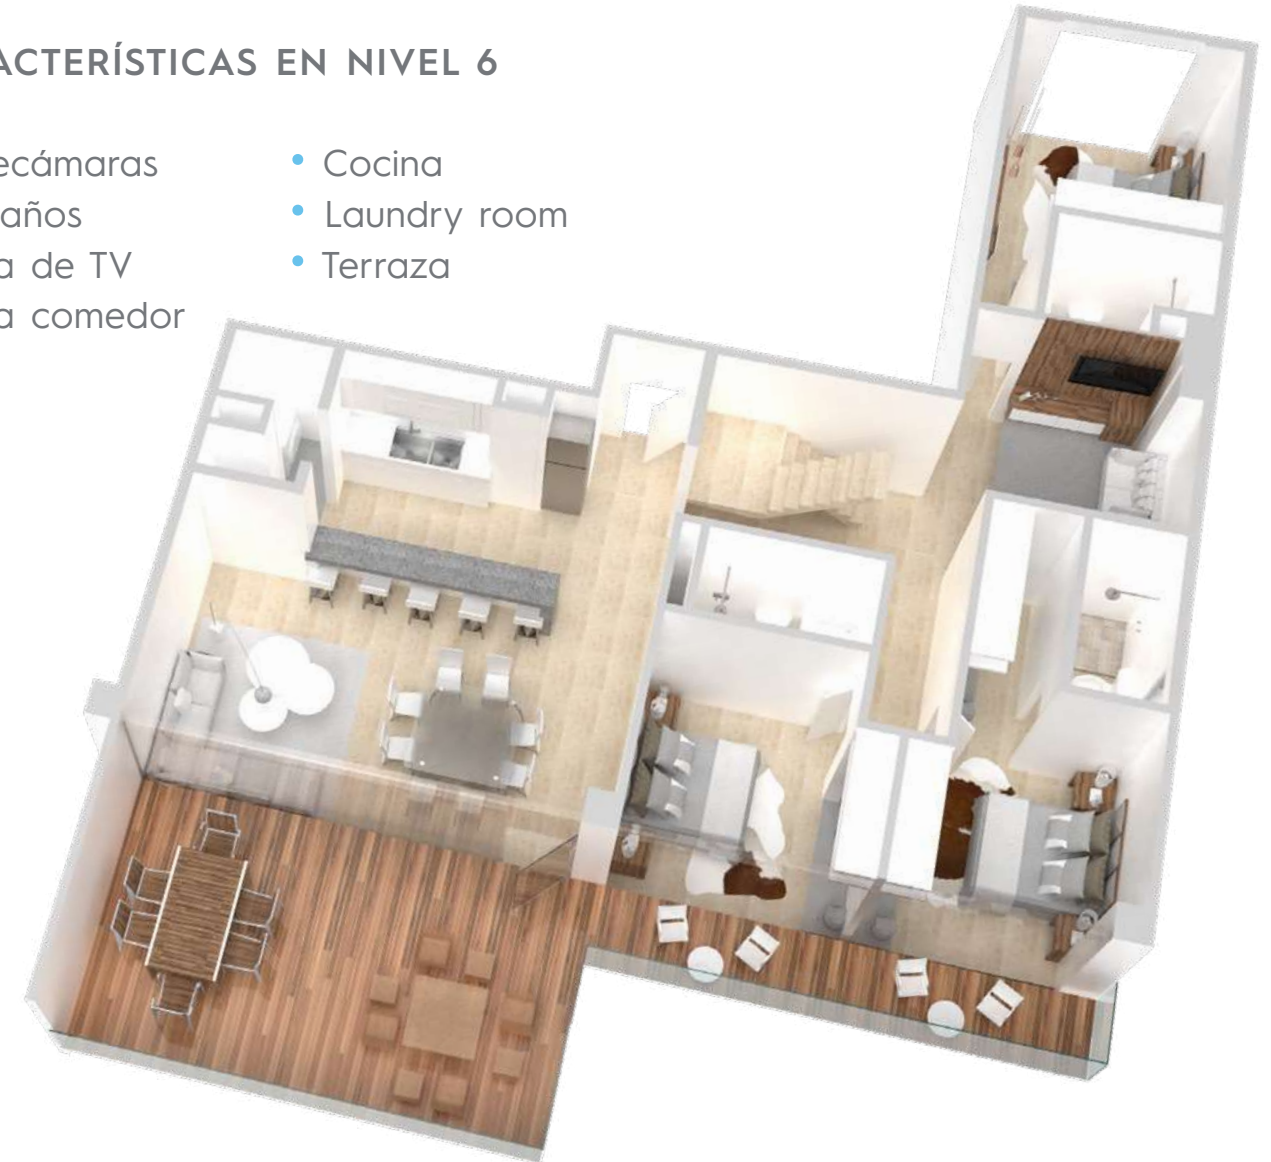 ACTERÍSTICAS EN NIVEL 6
ecámaras
años
a de TV
a comedor
• Cocina
• Laundry room
• Terraza